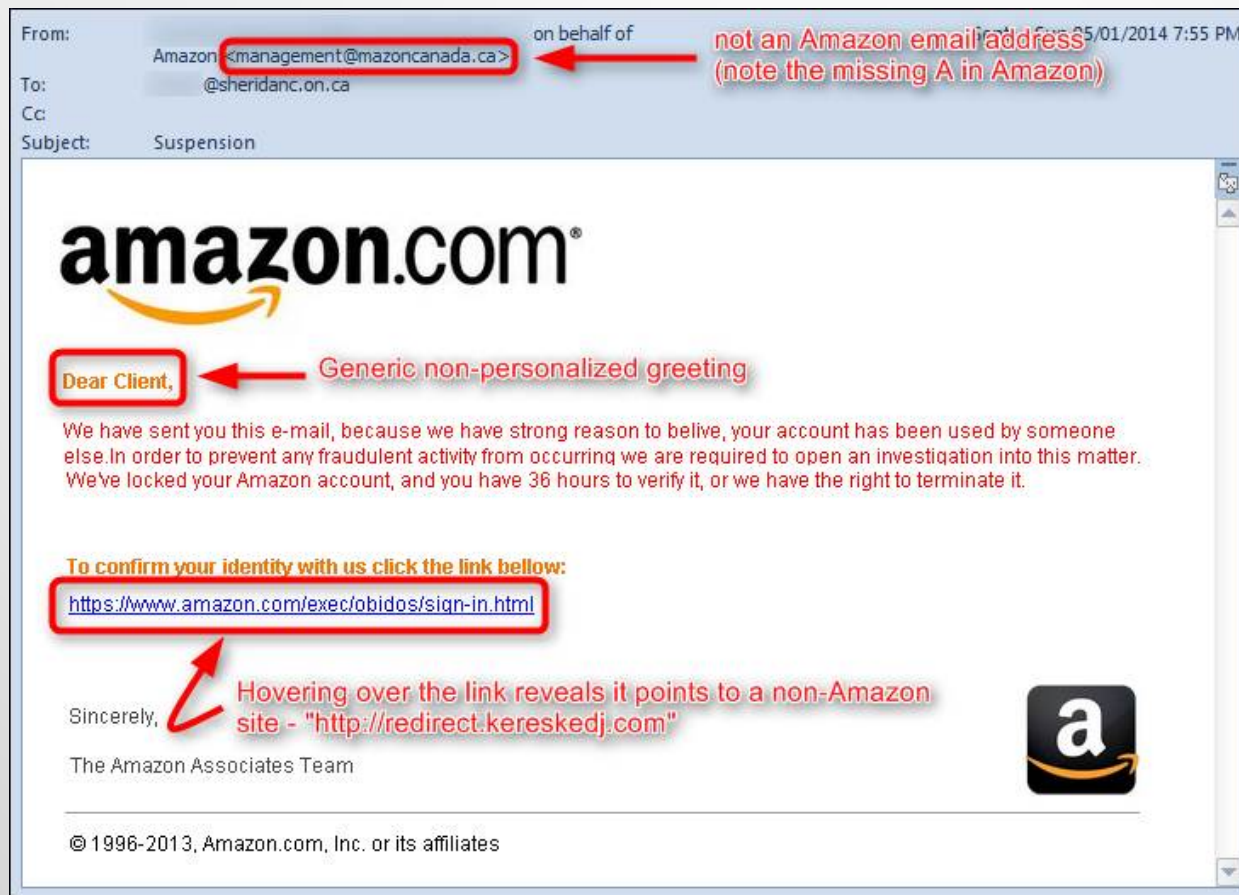 From: on behalf of
Amazon <management@mazoncanada.ca>
not an Amazon email address
(note the missing A in Amazon)
05/01/2014 7:55 PM
To: @sheridanc.on.ca
Cc:
Subject: Suspension
amazon.com®
Dear Client,
Generic non-personalized greeting
We have sent you this e-mail, because we have strong reason to belive, your account has been used by someone
else.In order to prevent any fraudulent activity from occurring we are required to open an investigation into this matter.
We've locked your Amazon account, and you have 36 hours to verify it, or we have the right to terminate it.
To confirm your identity with us click the link bellow:
https://www.amazon.com/exec/obidos/sign-in.html
Hovering over the link reveals it points to a non-Amazon
site - "http://redirect.kereskedj.com"
Sincerely,
The Amazon Associates Team
a
© 1996-2013, Amazon.com, Inc. or its affiliates